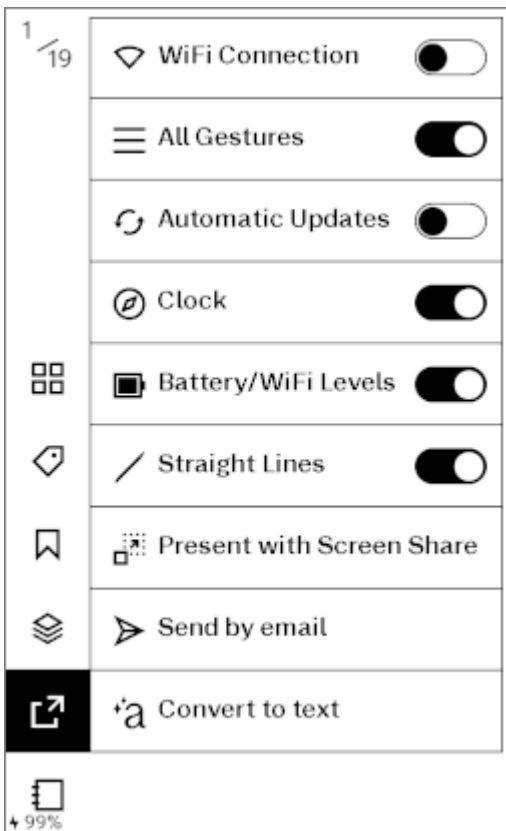 1/19
WiFi Connection
All Gestures
Automatic Updates
Clock
Battery/WiFi Levels
Straight Lines
Present with Screen Share
Send by email
Convert to text
99%